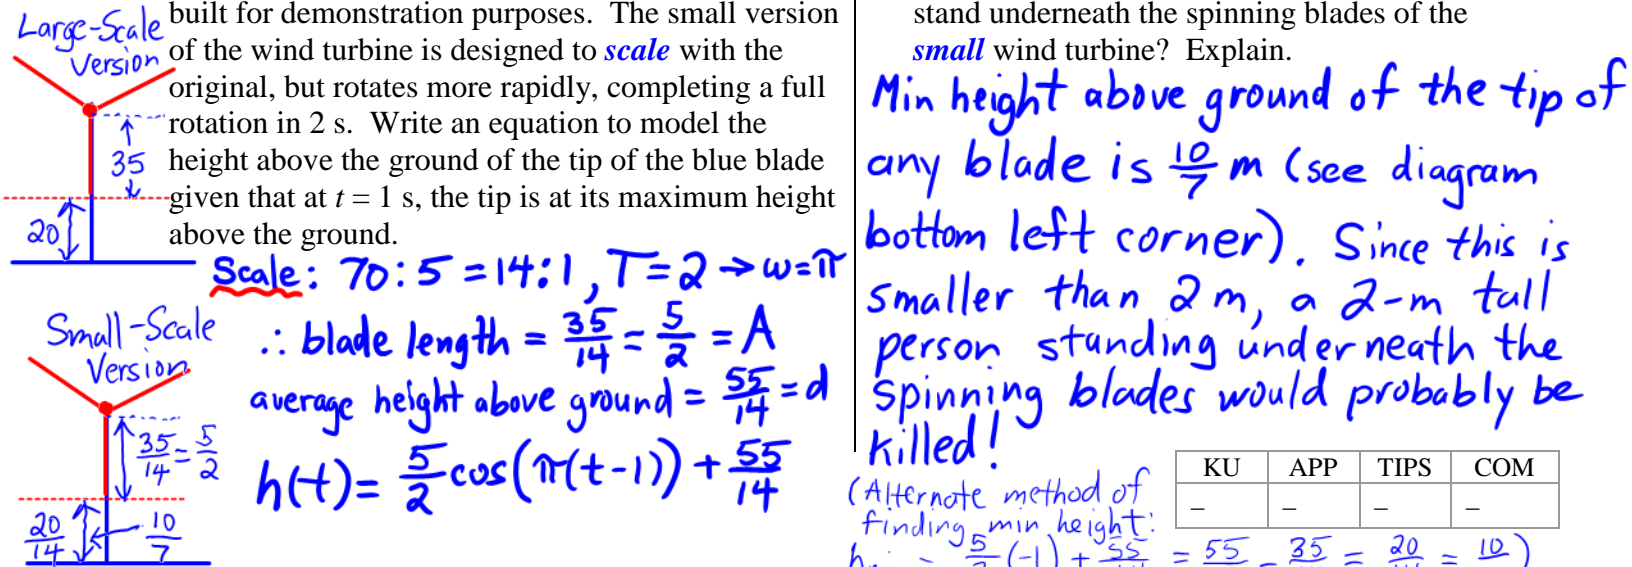 built for demonstration purposes. The small version
of the wind turbine is designed to scale with the
original, but rotates more rapidly, completing a full
rotation in 2 s. Write an equation to model the
height above the ground of the tip of the blue blade
given that at t = 1 s, the tip is at its maximum height
above the ground.
Large-Scale
Version
35
20
Scale: 70:5 = 14:1, T=2 → ω=π
∴ blade length = 35/14 = 5/2 = A
average height above ground = 55/14 = d
h(t) = 5/2 cos(π(t-1)) + 55/14
Small-Scale
Version
35/14 = 5/2
20/14
10/7
stand underneath the spinning blades of the
small wind turbine? Explain.
Min height above ground of the tip of
any blade is 10/7 m (see diagram
bottom left corner). Since this is
smaller than 2 m, a 2-m tall
person standing underneath the
spinning blades would probably be
killed!
KU APP TIPS COM
– – – –
(Alternate method of
finding min height:
= 5/2 (-1) + 55 = 55 - 35 = 20 = 10)